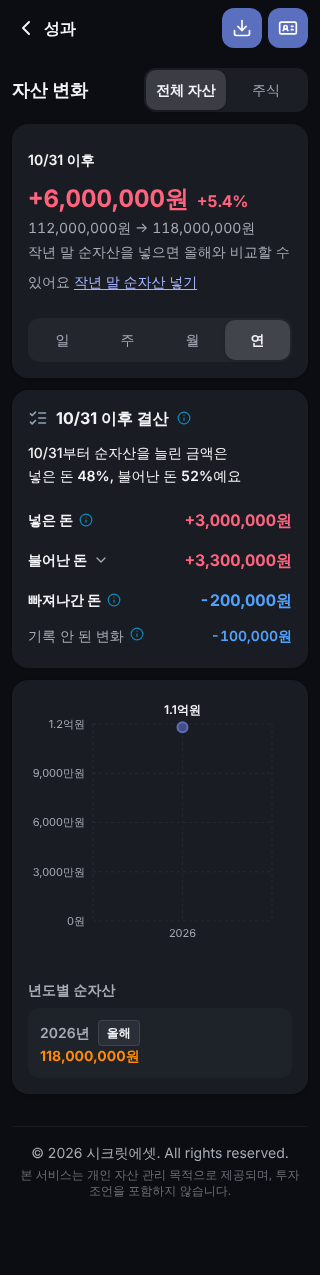 성과
자산 변화
전체 자산
주식
10/31 이후
+6,000,000원 +5.4%
112,000,000원 → 118,000,000원
작년 말 순자산을 넣으면 올해와 비교할 수
있어요 작년 말 순자산 넣기
일
주
월
연
10/31 이후 결산
10/31부터 순자산을 늘린 금액은
넣은 돈 48%, 불어난 돈 52%예요
넣은 돈 +3,000,000원
불어난 돈 +3,300,000원
빠져나간 돈 -200,000원
기록 안 된 변화 -100,000원
1.1억원
1.2억원
9,000만원
6,000만원
3,000만원
0원
2026
년도별 순자산
2026년 올해
118,000,000원
© 2026 시크릿에셋. All rights reserved.
본 서비스는 개인 자산 관리 목적으로 제공되며, 투자
조언을 포함하지 않습니다.